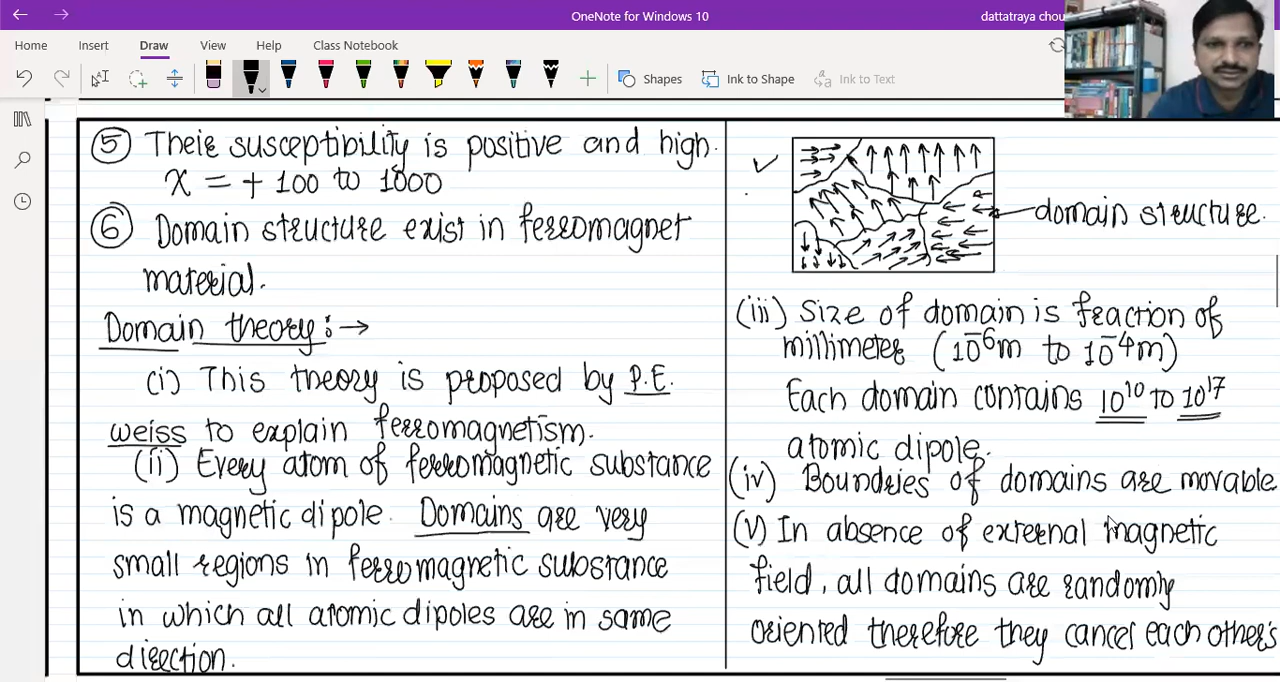 OneNote for Windows 10
dattatraya chou
Home Insert Draw View Help Class Notebook
Shapes Ink to Shape Ink to Text
5 Their susceptibility is positive and high.
χ = + 100 to 1000
6 Domain structure exist in ferromagnet
material.
Domain theory :→
(i) This theory is proposed by P.E.
weiss to explain ferromagnetism.
(ii) Every atom of ferromagnetic substance
is a magnetic dipole. Domains are very
small regions in ferromagnetic substance
in which all atomic dipoles are in same
direction.
domain structure.
(iii) Size of domain is fraction of
millimeter (10⁻⁶m to 10⁻⁴m)
Each domain contains 10¹⁰ to 10¹⁷
atomic dipole.
(iv) Boundries of domains are movable
(v) In absence of external magnetic
field, all domains are randomly
oriented therefore they cancel each other's